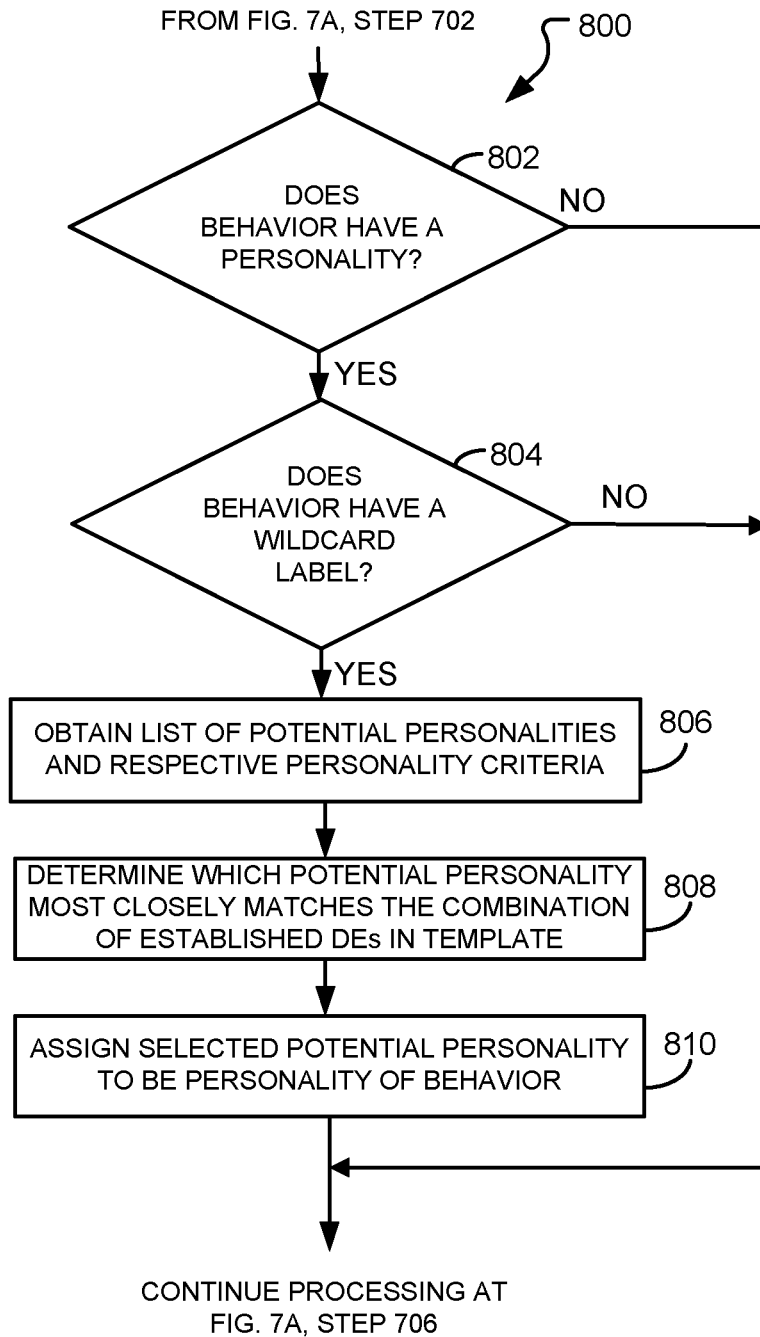 FROM FIG. 7A, STEP 702
800
802
DOES
BEHAVIOR HAVE A
PERSONALITY?
NO
YES
804
DOES
BEHAVIOR HAVE A
WILDCARD
LABEL?
NO
YES
OBTAIN LIST OF POTENTIAL PERSONALITIES
AND RESPECTIVE PERSONALITY CRITERIA
806
DETERMINE WHICH POTENTIAL PERSONALITY
MOST CLOSELY MATCHES THE COMBINATION
OF ESTABLISHED DEs IN TEMPLATE
808
ASSIGN SELECTED POTENTIAL PERSONALITY
TO BE PERSONALITY OF BEHAVIOR
810
CONTINUE PROCESSING AT
FIG. 7A, STEP 706